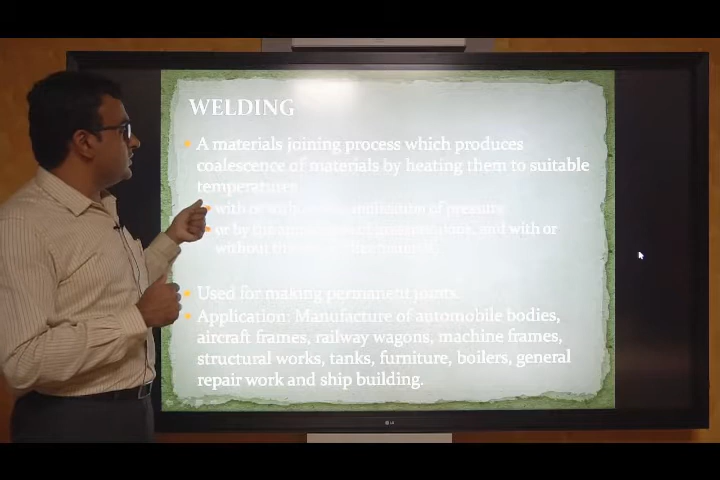 WELDING
A materials joining process which produces
coalescence of materials by heating them to suitable
temperatures
with or without the application of pressure
or by the application of pressure alone, and with or
without the use of filler material.
Used for making permanent joints.
Application: Manufacture of automobile bodies,
aircraft frames, railway wagons, machine frames,
structural works, tanks, furniture, boilers, general
repair work and ship building.
LG